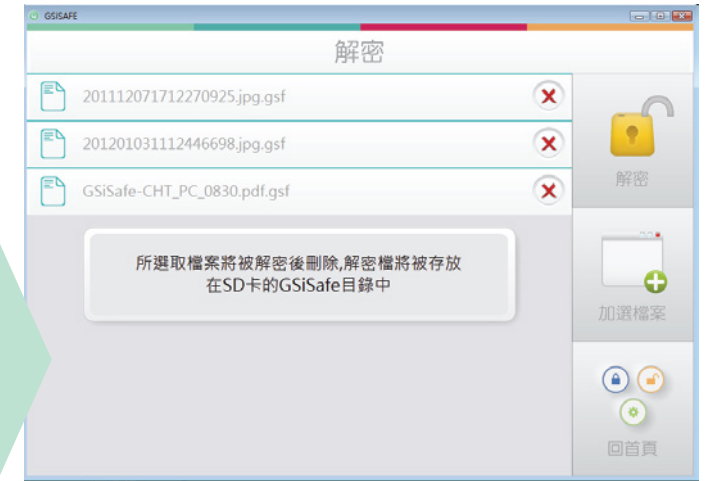 GSISAFE
解密
201112071712270925.jpg.gsf
201201031112446698.jpg.gsf
GSiSafe-CHT_PC_0830.pdf.gsf
所選取檔案將被解密後刪除,解密檔將被存放
在SD卡的GSiSafe目錄中
解密
加選檔案
回首頁